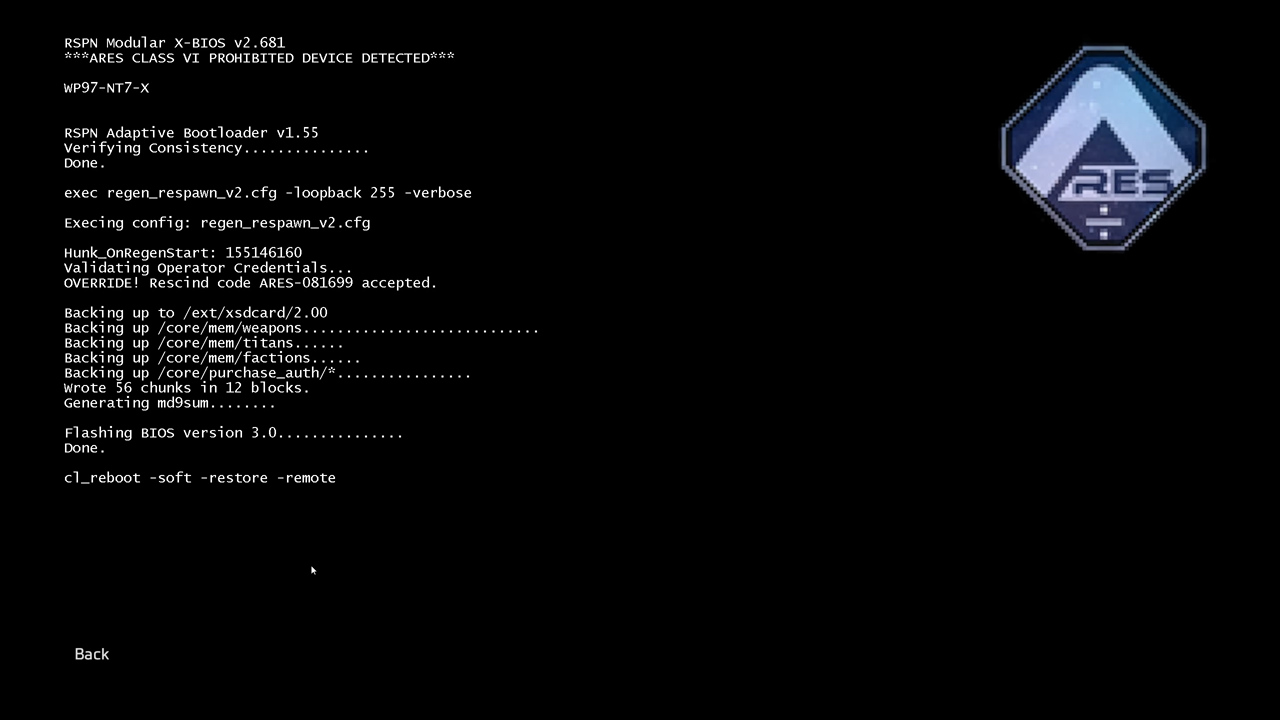 RSPN Modular X-BIOS v2.681
***ARES CLASS VI PROHIBITED DEVICE DETECTED***
WP97-NT7-X
RSPN Adaptive Bootloader v1.55
Verifying Consistency...............
Done.
exec regen_respawn_v2.cfg -loopback 255 -verbose
Execing config: regen_respawn_v2.cfg
Hunk_OnRegenStart: 155146160
Validating Operator Credentials...
OVERRIDE! Rescind code ARES-081699 accepted.
Backing up to /ext/xsdcard/2.00
Backing up /core/mem/weapons............................
Backing up /core/mem/titans......
Backing up /core/mem/factions......
Backing up /core/purchase_auth/*................
Wrote 56 chunks in 12 blocks.
Generating md9sum........
Flashing BIOS version 3.0...............
Done.
cl_reboot -soft -restore -remote
Back
ARES